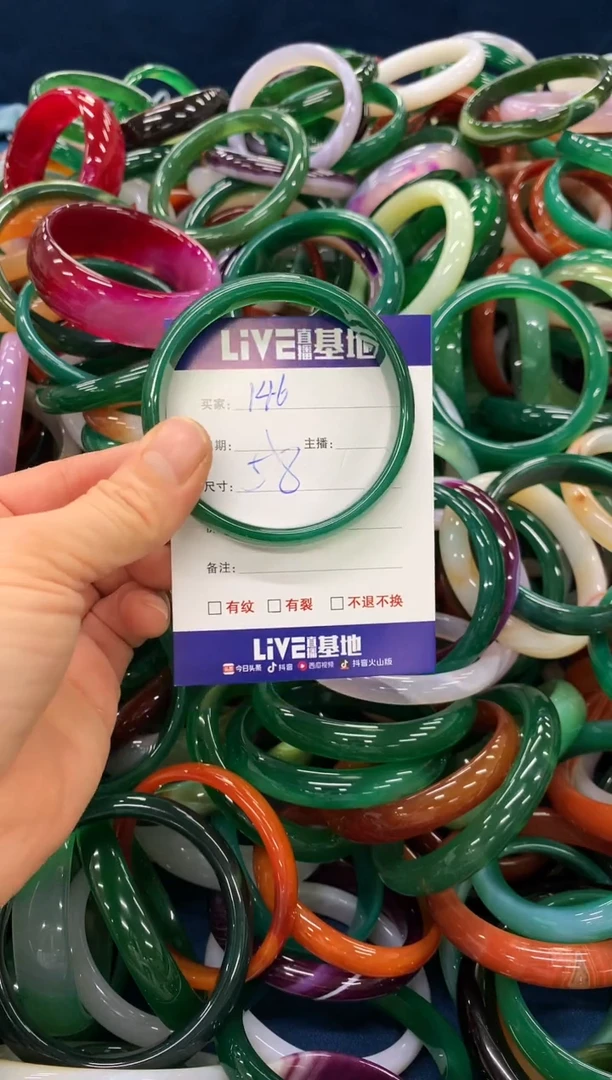 LiVE直播基地
买家: 146
期: 主播:
尺寸: 58
备注:
□有纹 □有裂 □不退不换
LiVE直播基地
今日头条 抖音 西瓜视频 抖音火山版